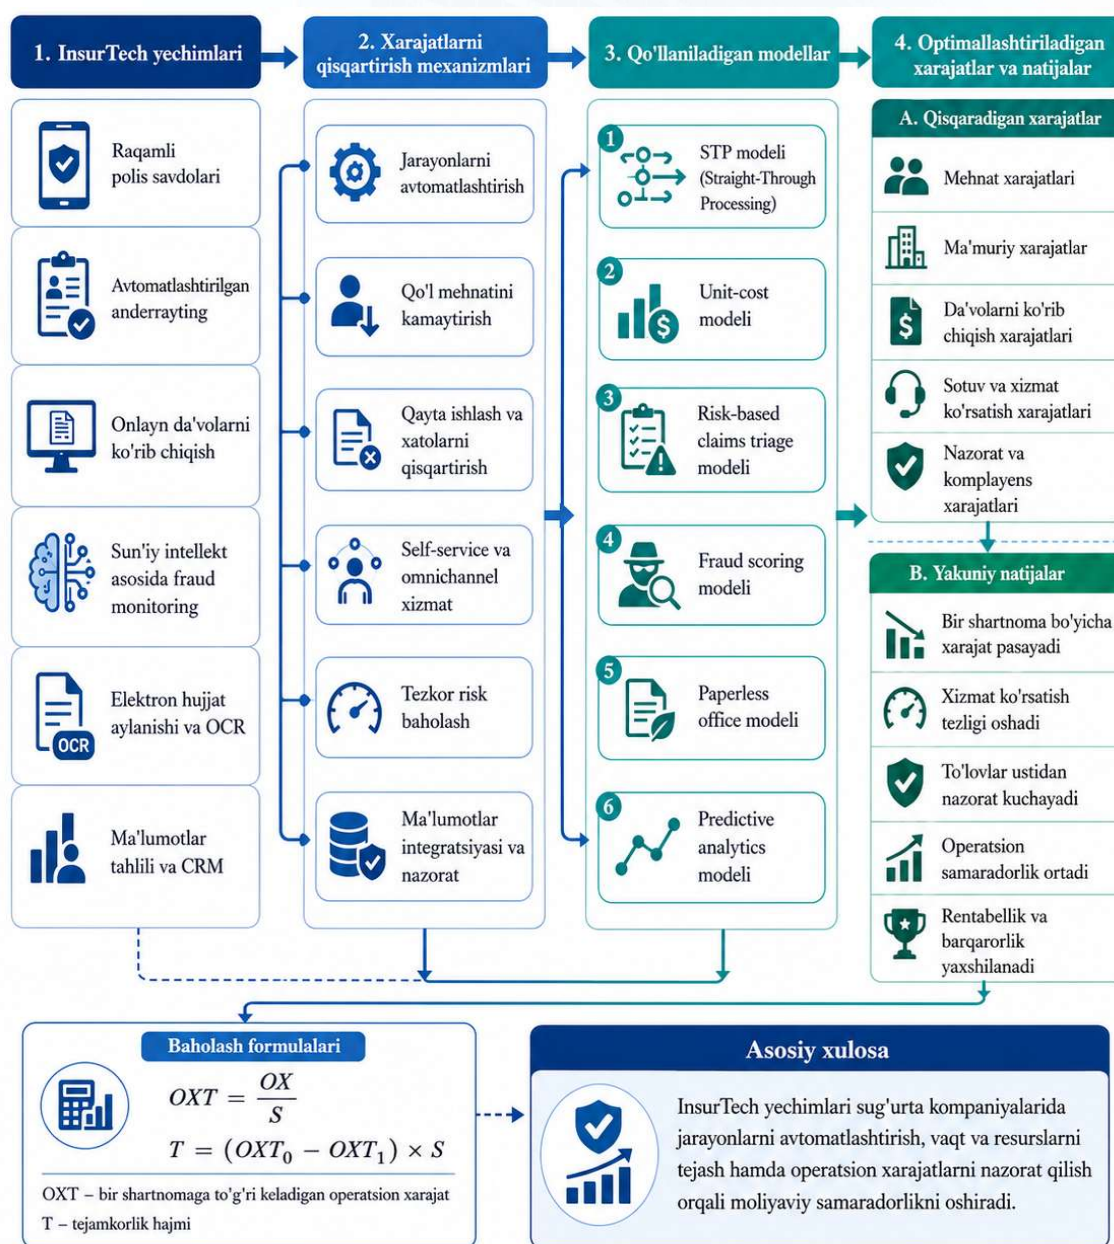 1. InsurTech yechimlari
Raqamli
polis savdolari
Avtomatlashtirilgan
anderrayting
Onlayn da'volarni
ko'rib chiqish
Sun'iy intellekt
asosida fraud
monitoring
Elektron hujjat
aylanishi va OCR
OCR
Ma'lumotlar
tahlili va CRM
2. Xarajatlarni
qisqartirish mexanizmlari
Jarayonlarni
avtomatlashtirish
Qo'l mehnatini
kamaytirish
Qayta ishlash va
xatolarni
qisqartirish
Self-service va
omnichannel
xizmat
Tezkor risk
baholash
Ma'lumotlar
integratsiyasi va
nazorat
3. Qo'llaniladigan modellar
1
STP modeli
(Straight-Through
Processing)
2
Unit-cost
modeli
3
Risk-based
claims triage
modeli
4
Fraud scoring
modeli
5
Paperless
office modeli
6
Predictive
analytics
modeli
4. Optimallashtiriladigan
xarajatlar va natijalar
A. Qisqaradigan xarajatlar
Mehnat xarajatlari
Ma'muriy xarajatlar
Da'volarni ko'rib
chiqish xarajatlari
Sotuv va xizmat
ko'rsatish xarajatlari
Nazorat va
komplayens
xarajatlari
B. Yakuniy natijalar
Bir shartnoma bo'yicha
xarajat pasayadi
Xizmat ko'rsatish
tezligi oshadi
To'lovlar ustidan
nazorat kuchayadi
Operatsion
samaradorlik ortadi
Rentabellik va
barqarorlik
yaxshilanadi
Baholash formulalari
OXT = OX / S
T = (OXT₀ − OXT₁) × S
OXT – bir shartnomaga to'g'ri keladigan operatsion xarajat
T – tejamkorlik hajmi
Asosiy xulosa
InsurTech yechimlari sug'urta kompaniyalarida
jarayonlarni avtomatlashtirish, vaqt va resurslarni
tejash hamda operatsion xarajatlarni nazorat qilish
orqali moliyaviy samaradorlikni oshiradi.